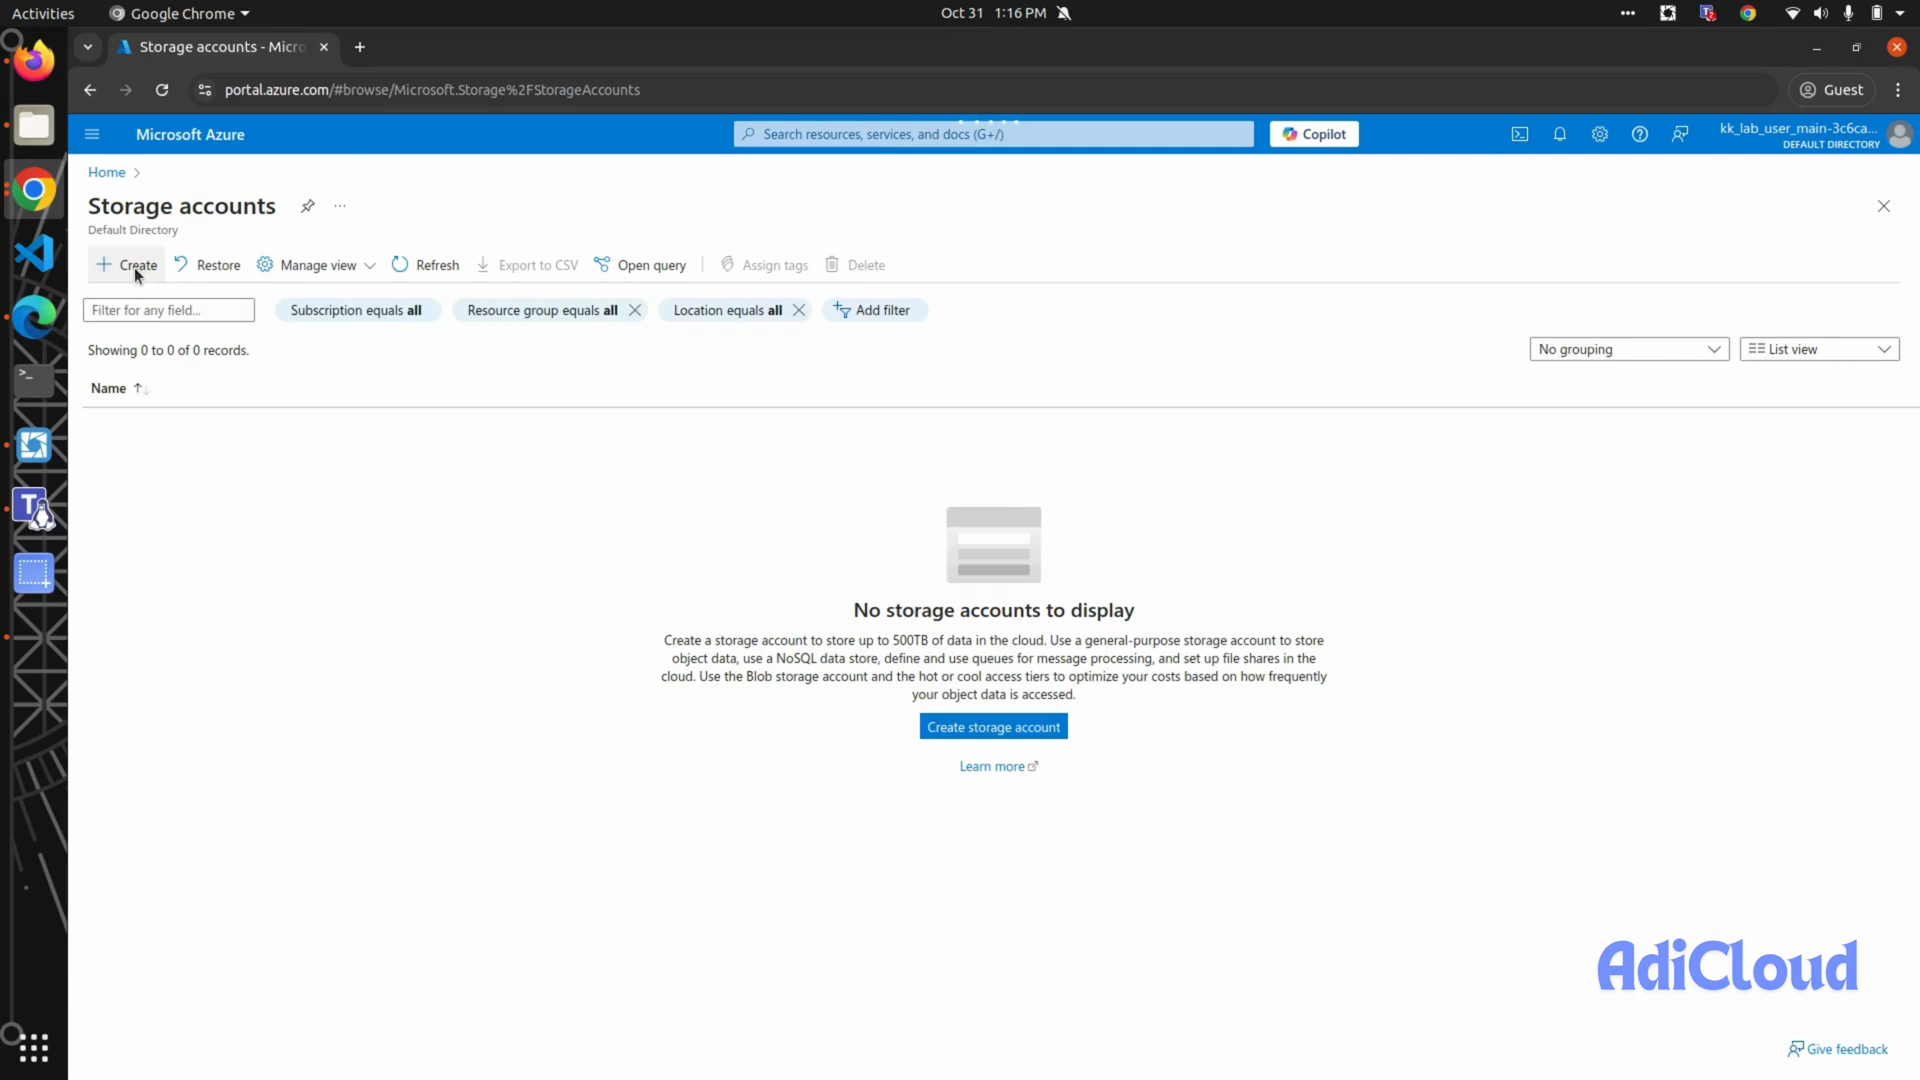 Activities
Google Chrome
Oct 31 1:16 PM
Storage accounts - Micro
portal.azure.com/#browse/Microsoft.Storage%2FStorageAccounts
Guest
Microsoft Azure
Search resources, services, and docs (G+/)
Copilot
kk_lab_user_main-3c6ca...
DEFAULT DIRECTORY
Home
Storage accounts
Default Directory
Create
Restore
Manage view
Refresh
Export to CSV
Open query
Assign tags
Delete
Filter for any field...
Subscription equals all
Resource group equals all
Location equals all
Add filter
Showing 0 to 0 of 0 records.
No grouping
List view
Name
No storage accounts to display
Create a storage account to store up to 500TB of data in the cloud. Use a general-purpose storage account to store
object data, use a NoSQL data store, define and use queues for message processing, and set up file shares in the
cloud. Use the Blob storage account and the hot or cool access tiers to optimize your costs based on how frequently
your object data is accessed.
Create storage account
Learn more
AdiCloud
Give feedback